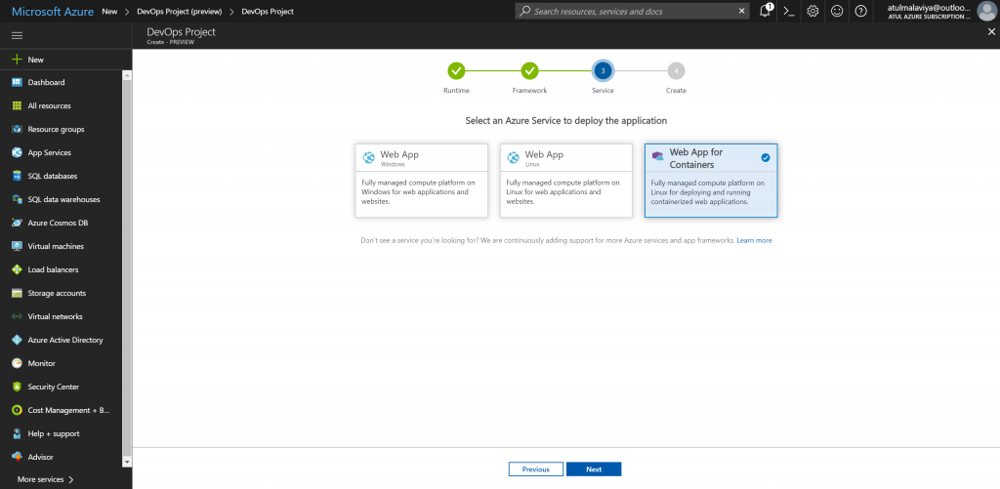 Microsoft Azure New > DevOps Project (preview) > DevOps Project
Search resources, services and docs
1
atulmalaviya@outloo...
ATUL AZURE SUBSCRIPTION ...
DevOps Project
Create - PREVIEW
New
Dashboard
All resources
Resource groups
App Services
SQL databases
SQL data warehouses
Azure Cosmos DB
Virtual machines
Load balancers
Storage accounts
Virtual networks
Azure Active Directory
Monitor
Security Center
Cost Management + B...
Help + support
Advisor
More services >
3 4
Runtime Framework Service Create
Select an Azure Service to deploy the application
Web App
Windows
Fully managed compute platform on
Windows for web applications and
websites.
Web App
Linux
Fully managed compute platform on
Linux for web applications and
websites.
Web App for
Containers
Fully managed compute platform on
Linux for deploying and running
containerized web applications.
Don't see a service you're looking for? We are continuously adding support for more Azure services and app frameworks. Learn more
Previous Next